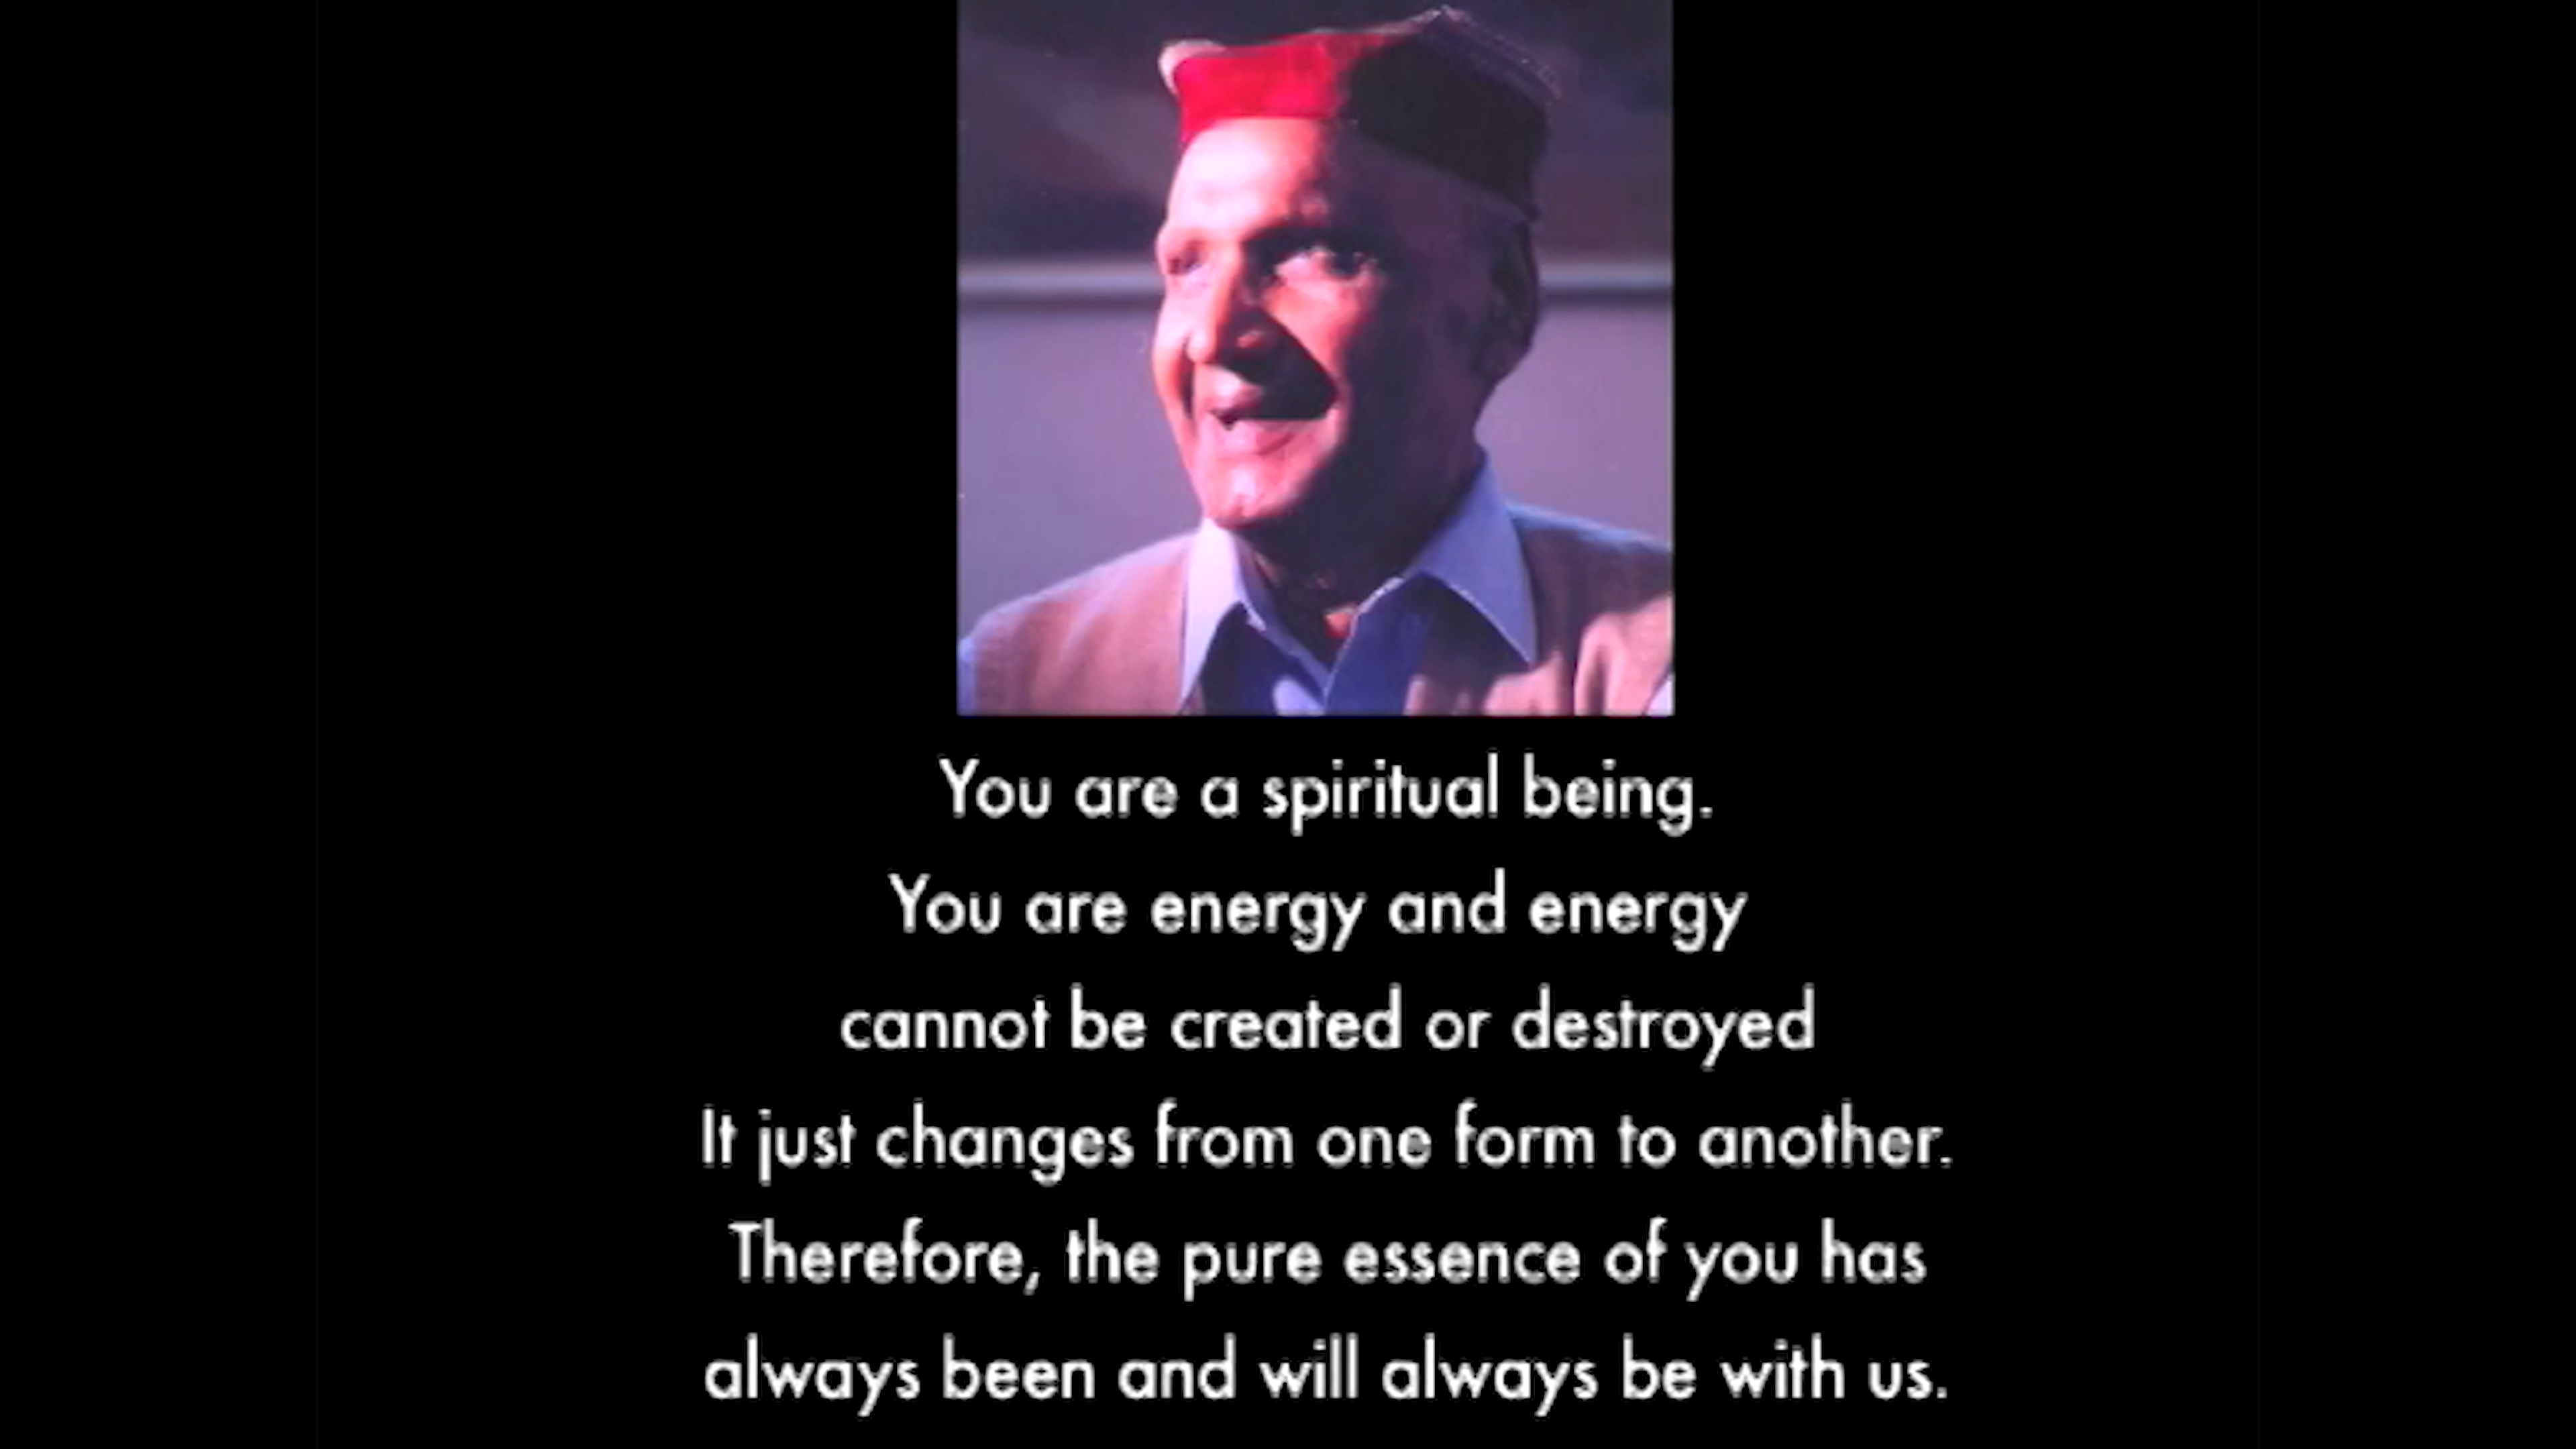 You are a spiritual being.
You are energy and energy
cannot be created or destroyed
It just changes from one form to another.
Therefore, the pure essence of you has
always been and will always be with us.